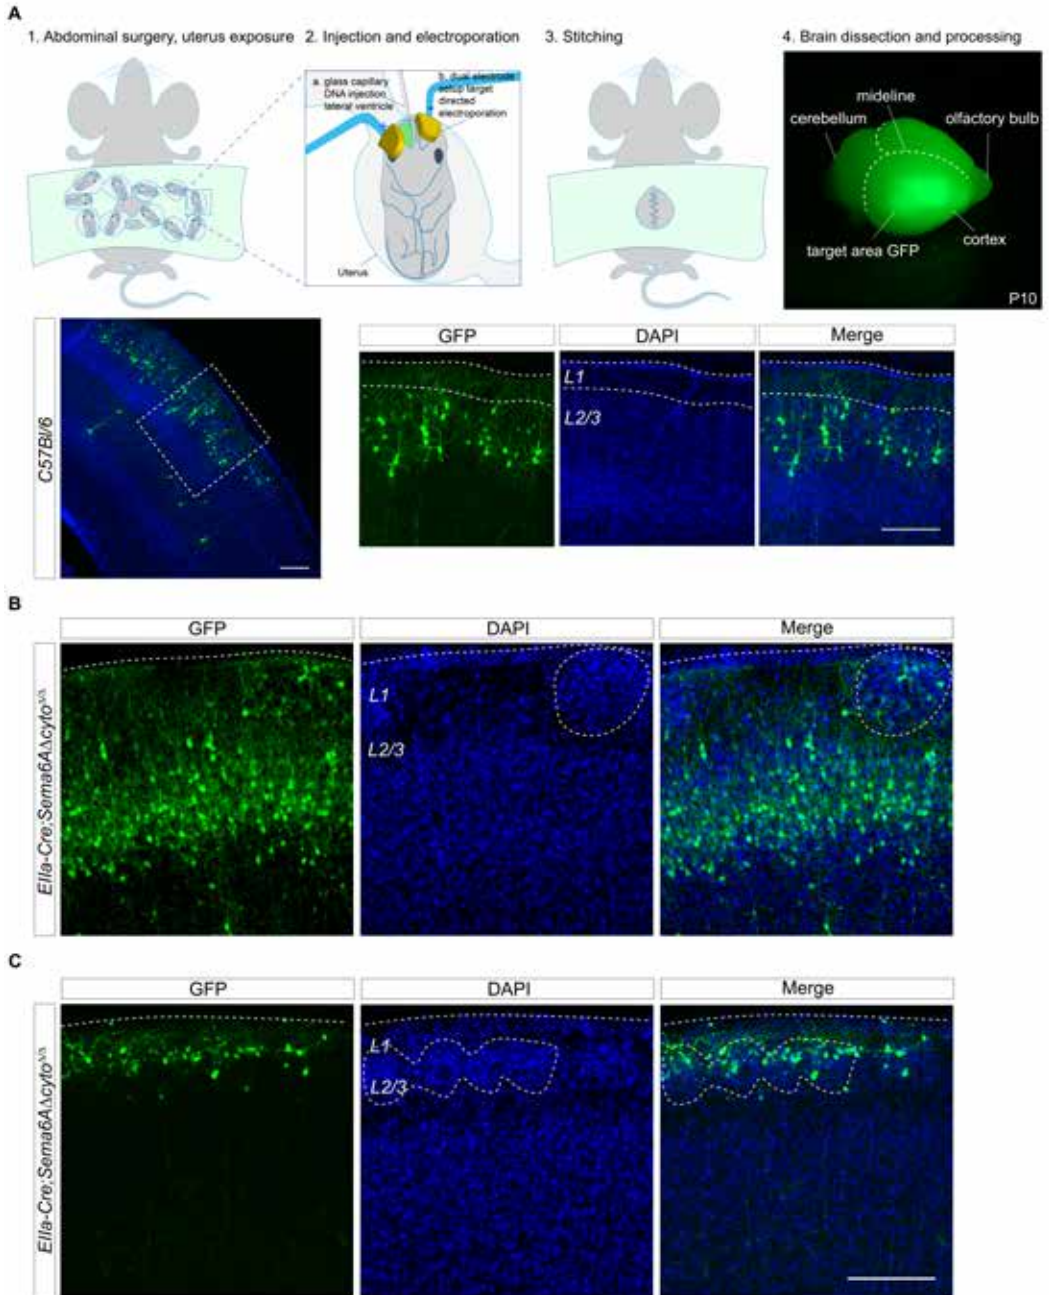 A
1. Abdominal surgery, uterus exposure
2. Injection and electroporation
3. Stitching
4. Brain dissection and processing
a. glass capillary
DNA injection
lateral ventricle
b. dual electrode
setup target
directed
electroporation
Uterus
mideline
cerebellum
olfactory bulb
target area GFP
cortex
P10
C57Bl/6
GFP
DAPI
Merge
L1
L2/3
B
GFP
DAPI
Merge
EIIa-Cre;Sema6AΔcytoΔ/Δ
L1
L2/3
C
GFP
DAPI
Merge
EIIa-Cre;Sema6AΔcytoΔ/Δ
L1
L2/3